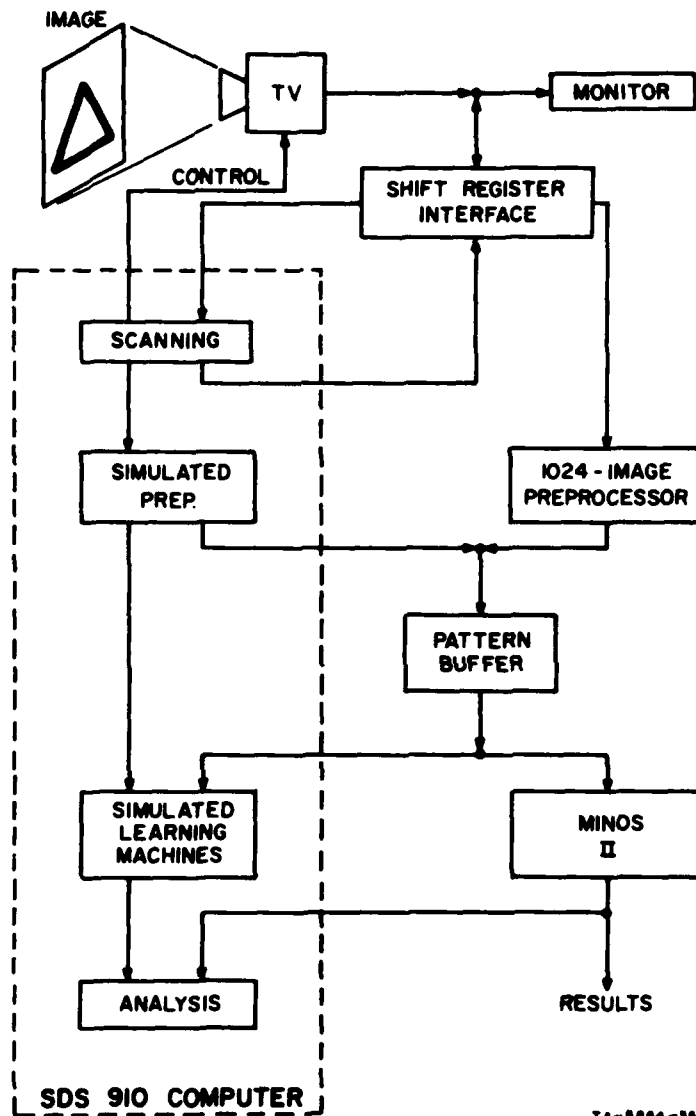 IMAGE
TV
MONITOR
CONTROL
SHIFT REGISTER
INTERFACE
SCANNING
SIMULATED
PREP.
1024-IMAGE
PREPROCESSOR
PATTERN
BUFFER
SIMULATED
LEARNING
MACHINES
MINOS
II
ANALYSIS
RESULTS
SDS 910 COMPUTER